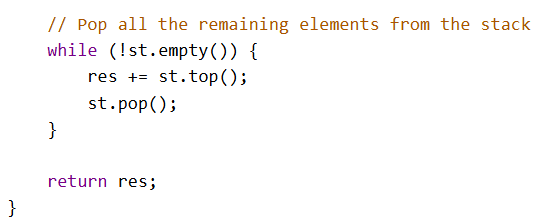 // Pop all the remaining elements from the stack
while (!st.empty()) {
res += st.top();
st.pop();
}
return res;
}